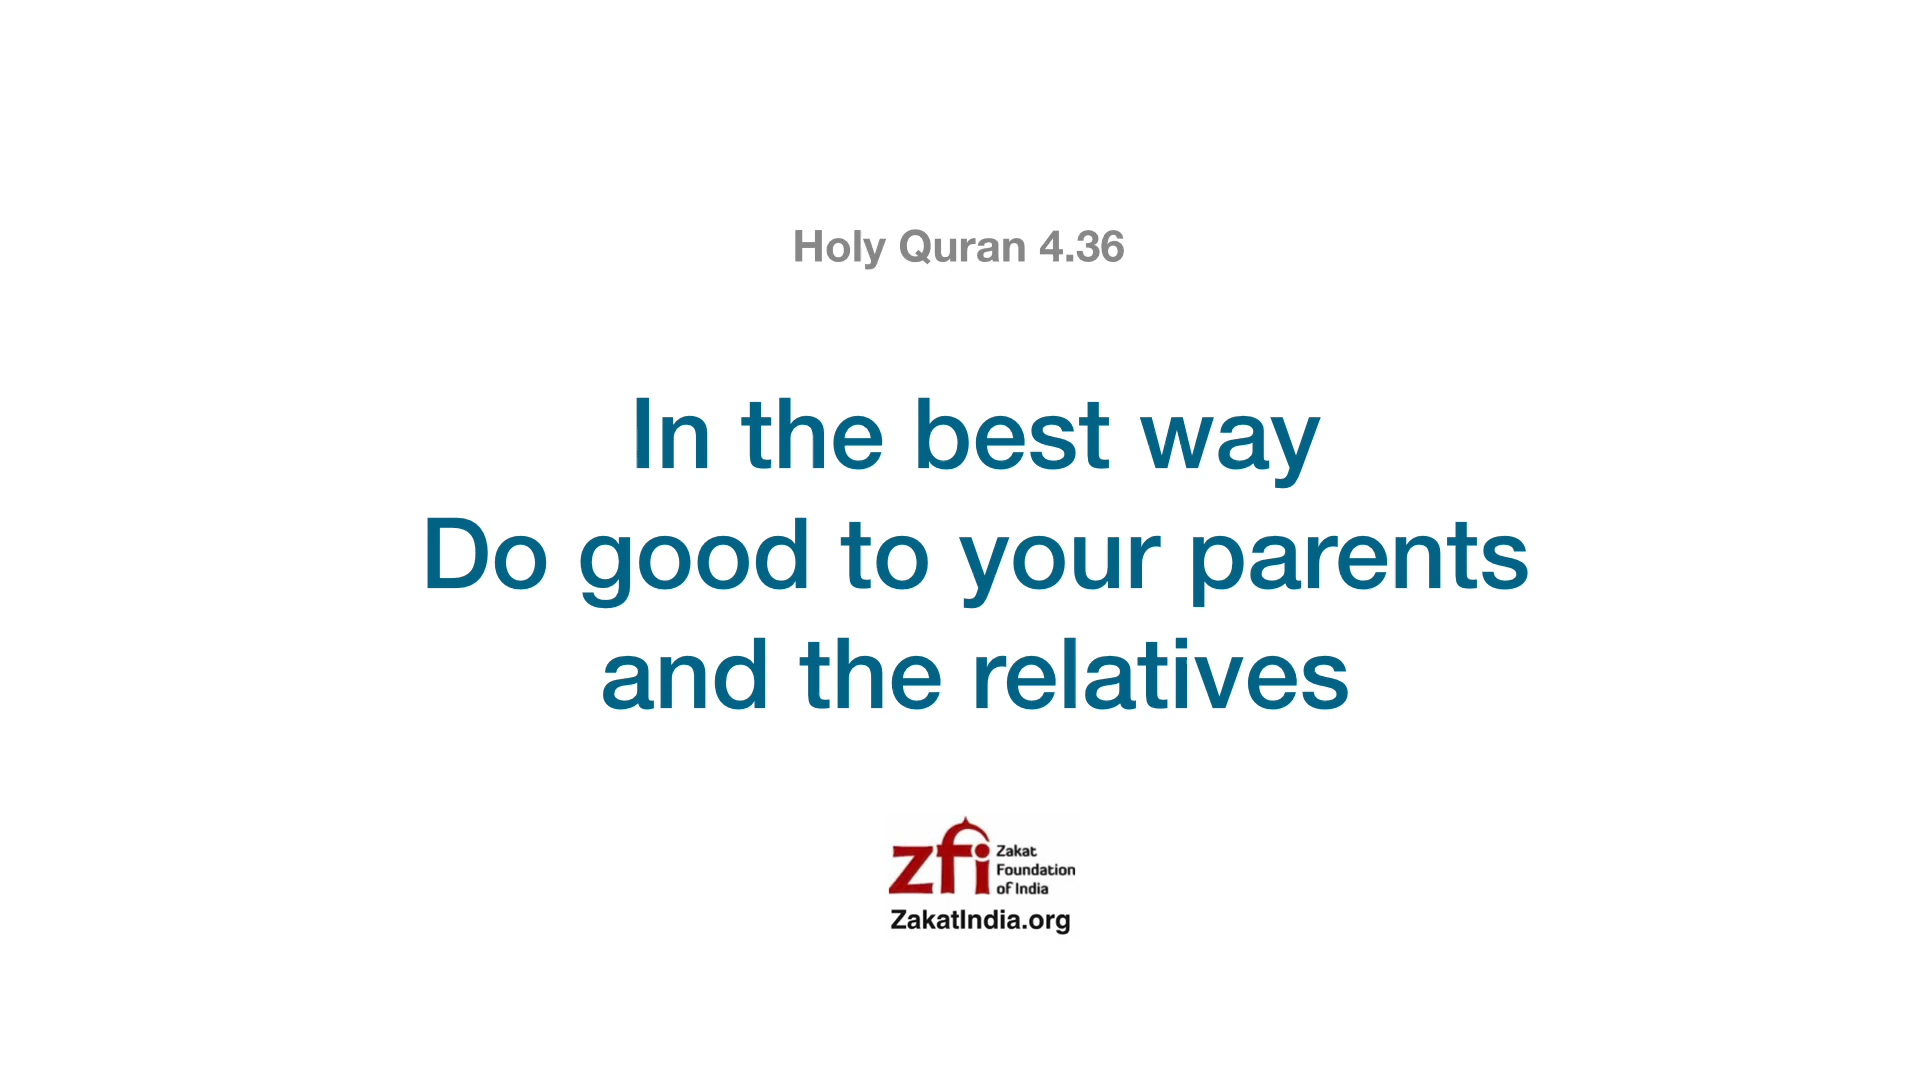 Holy Quran 4.36
In the best way
Do good to your parents
and the relatives
zfi
Zakat
Foundation
of India
ZakatIndia.org